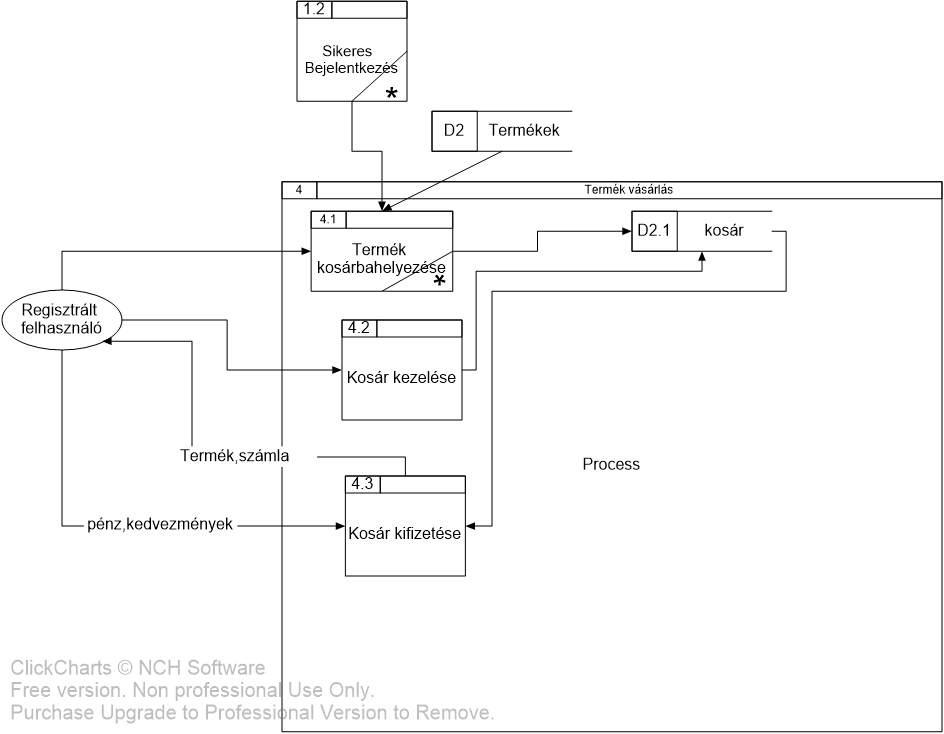 1.2
Sikeres
Bejelentkezés
*
D2
Termékek
4
Termék vásárlás
4.1
Termék
kosárbahelyezése
*
D2.1
kosár
Regisztrált
felhasználó
4.2
Kosár kezelése
Termék,számla
Process
4.3
pénz,kedvezmények
Kosár kifizetése
ClickCharts © NCH Software
Free version. Non professional Use Only.
Purchase Upgrade to Professional Version to Remove.